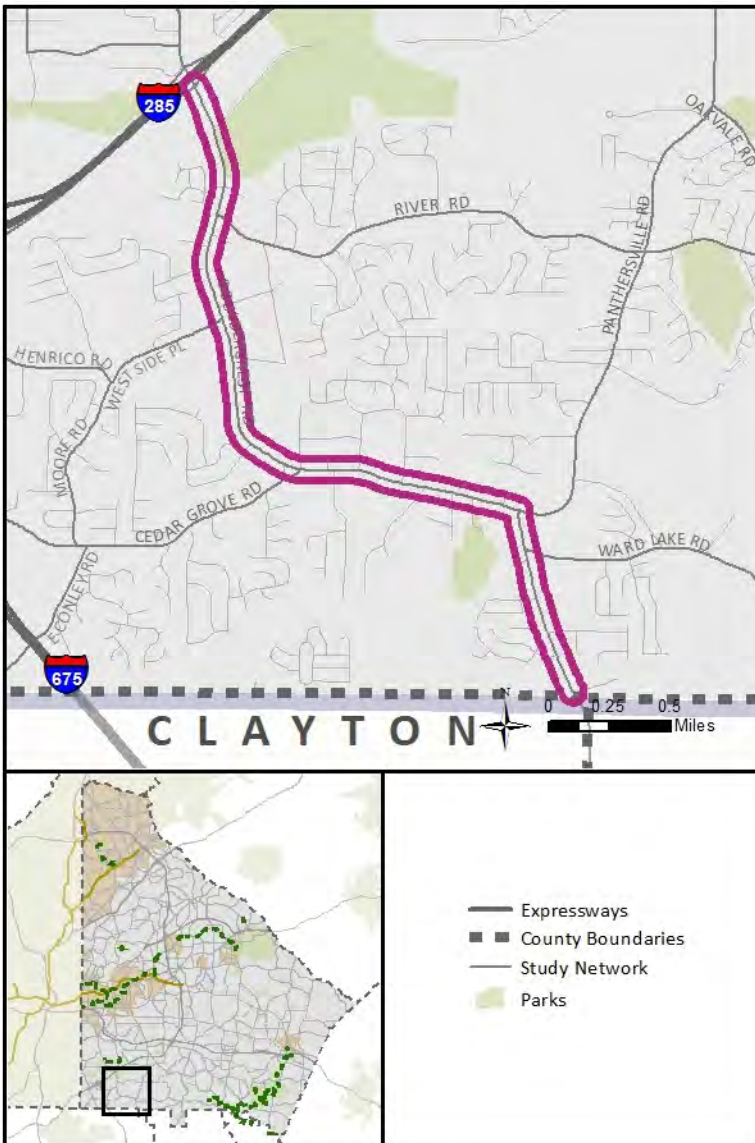 285
OAKVALE RD
RIVER RD
PANTHERSVILLE RD
HENRICO RD
WEST SIDE PL
MOORE RD
CEDAR GROVE RD
WARD LAKE RD
E CONLEY RD
675
N
0 0.25 0.5
Miles
CLAYTON
Expressways
County Boundaries
Study Network
Parks